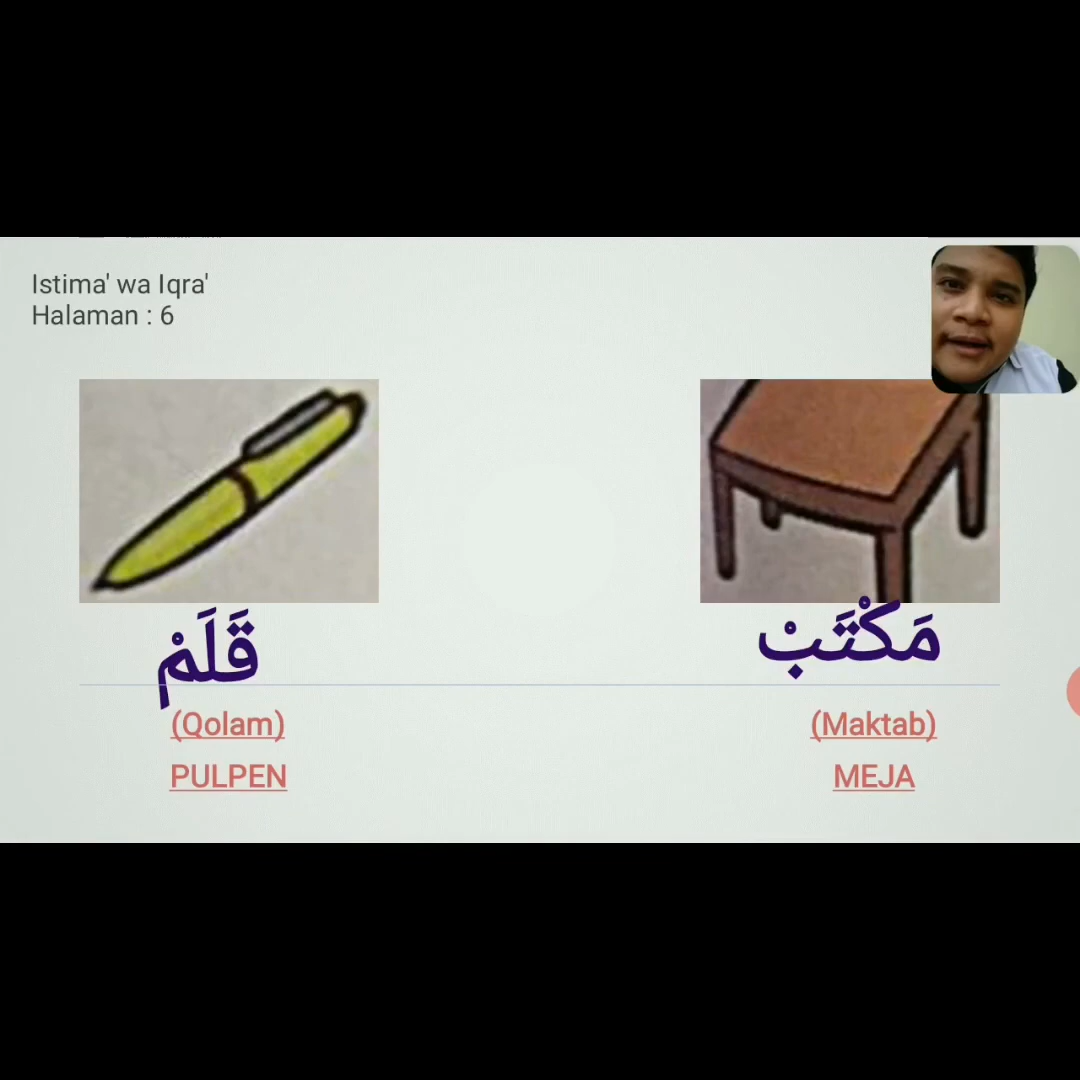 Istima' wa Iqra'
Halaman : 6
قَلَمْ
(Qolam)
PULPEN
مَكْتَبْ
(Maktab)
MEJA